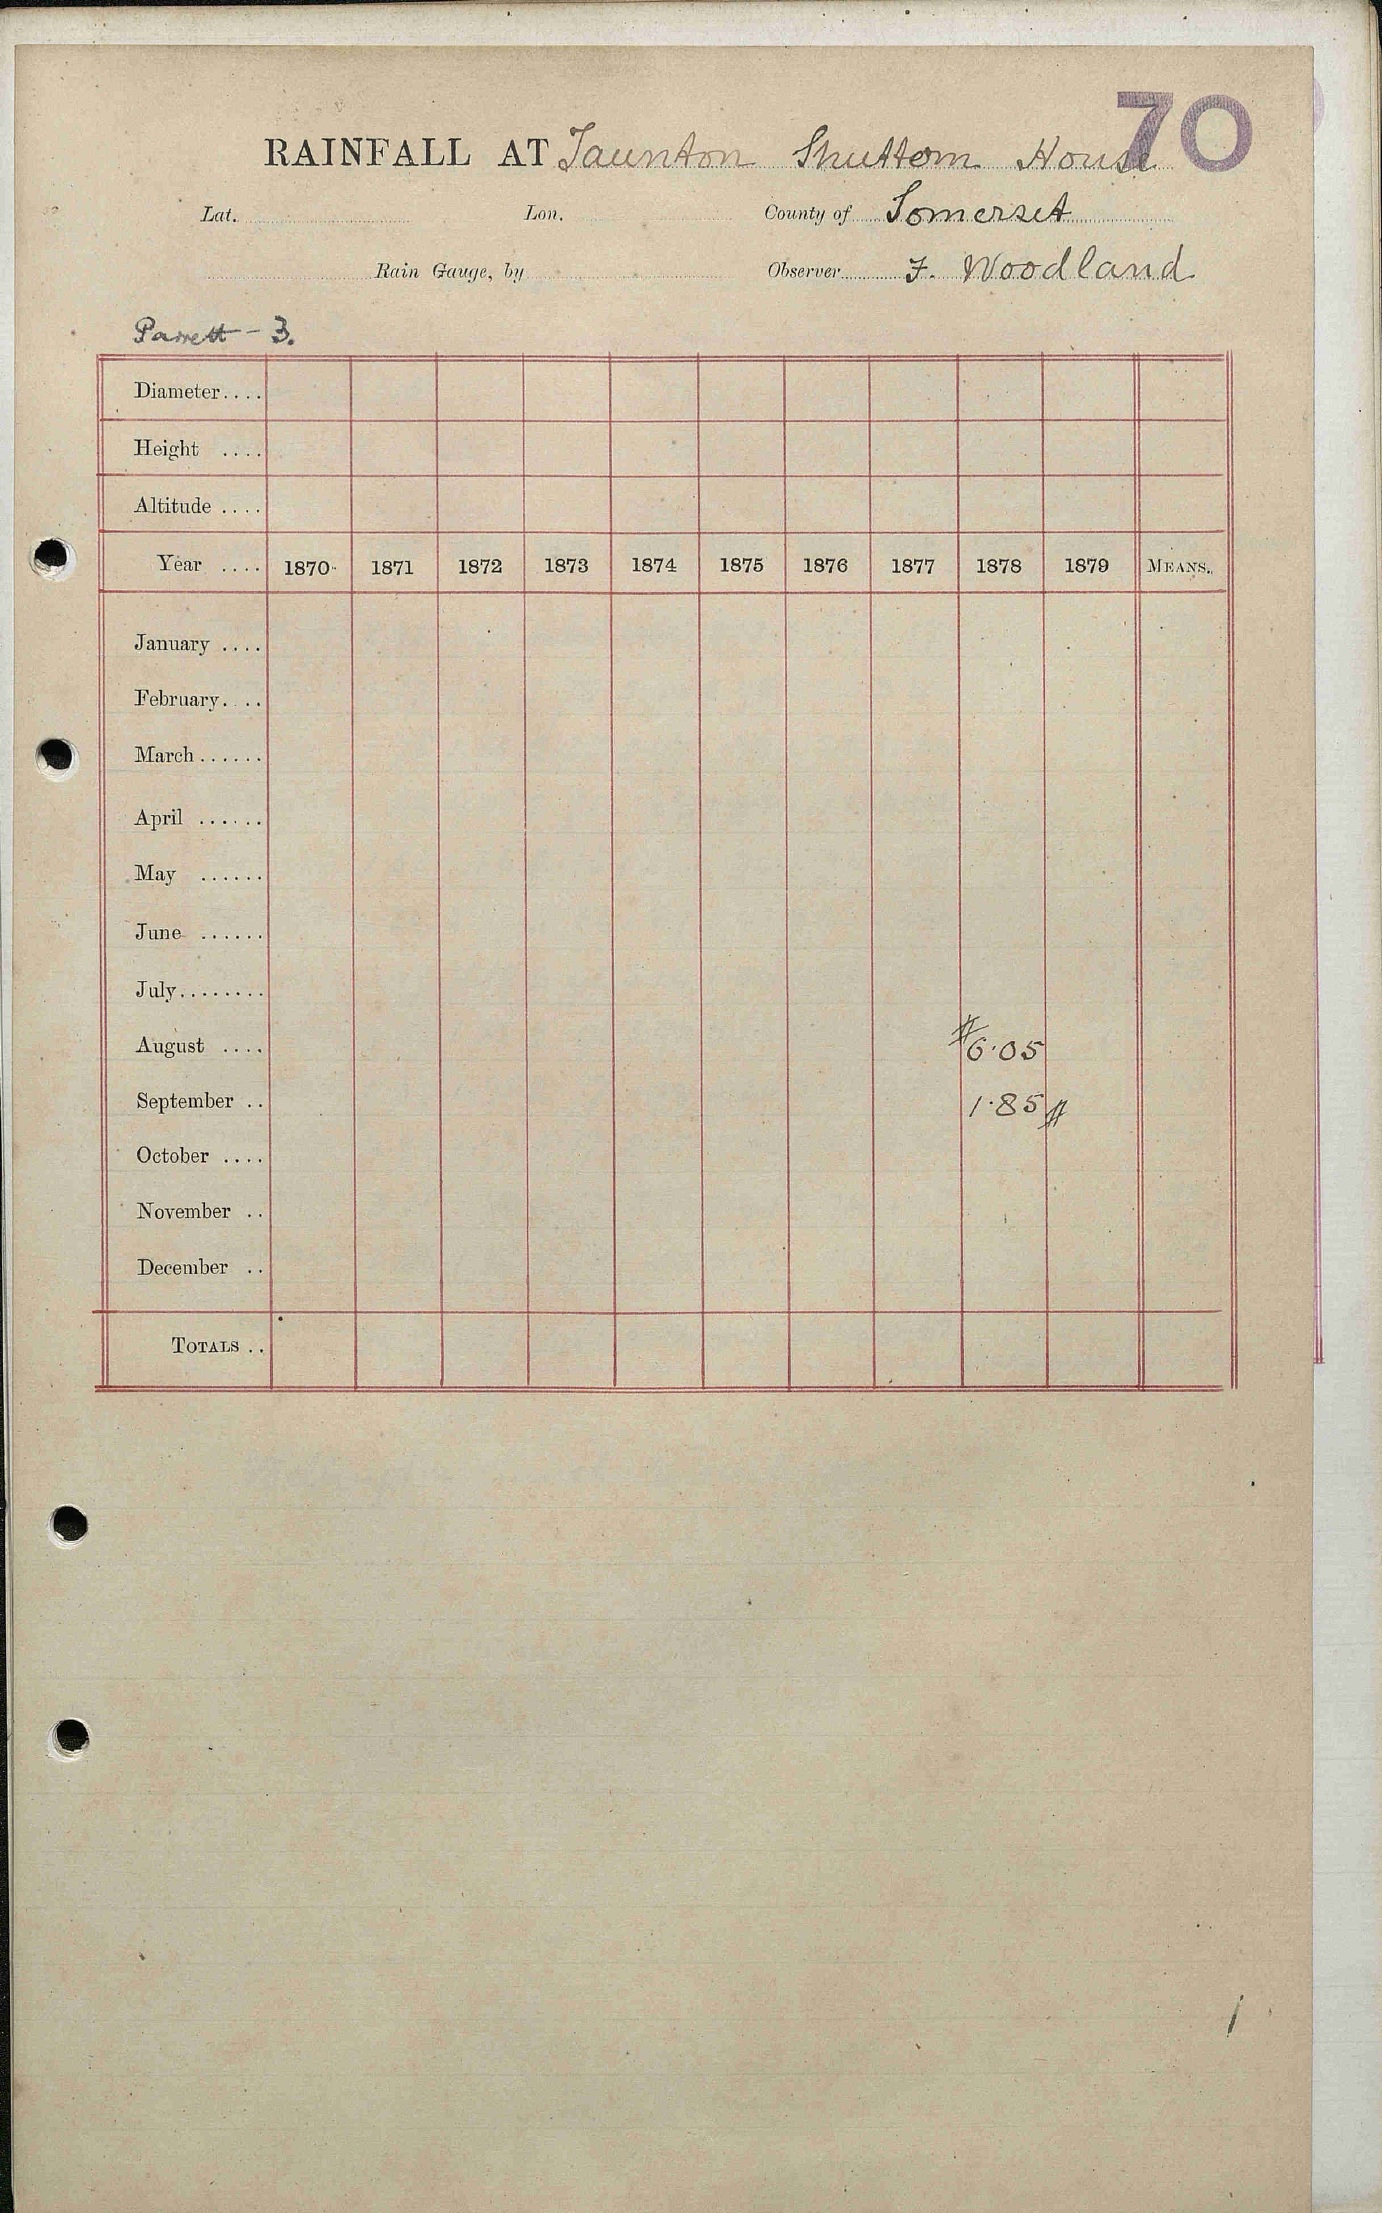 70
RAINFALL AT Taunton Shuttom House
Lat. Lon. County of Somerset
Rain Gauge, by Observer F. Woodland
Parrett - 3.
Diameter....
Height ....
Altitude ....
Year .... 1870 1871 1872 1873 1874 1875 1876 1877 1878 1879 MEANS.
January ....
February....
March......
April ......
May ......
June ......
July........
August .... #6.05
September .. 1.85#
October ....
November ..
December ..
TOTALS ..
1